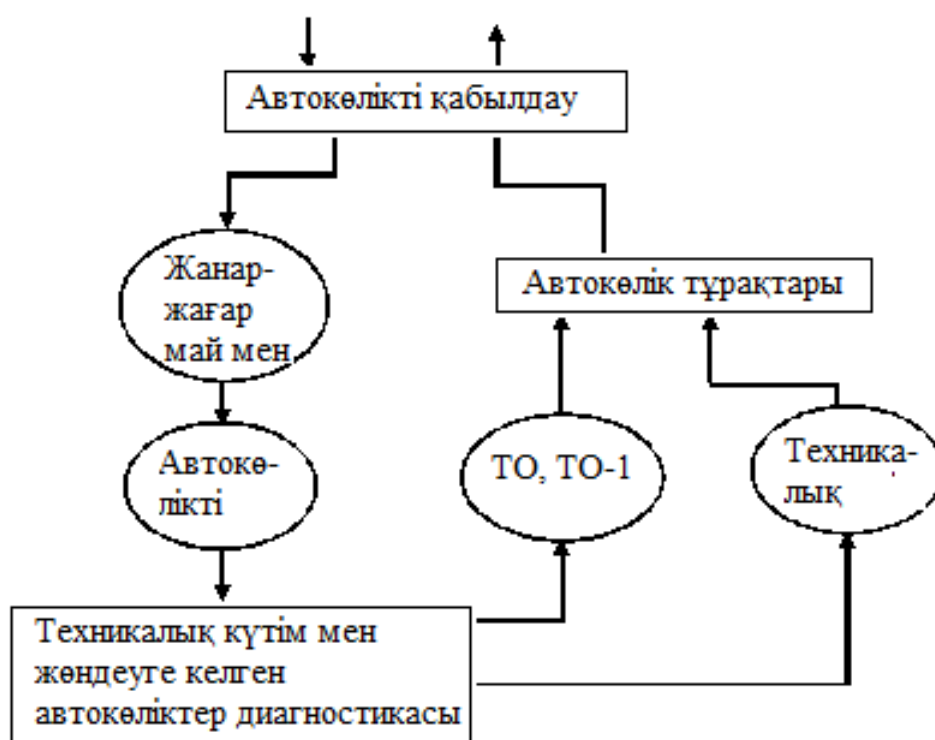 Автокөлікті қабылдау
Жанар-
жағар
май мен
Автокөлік тұрақтары
Автокө-
лікті
ТО, ТО-1
Техника-
лық
Техникалық күтім мен
жөндеуге келген
автокөліктер диагностикасы